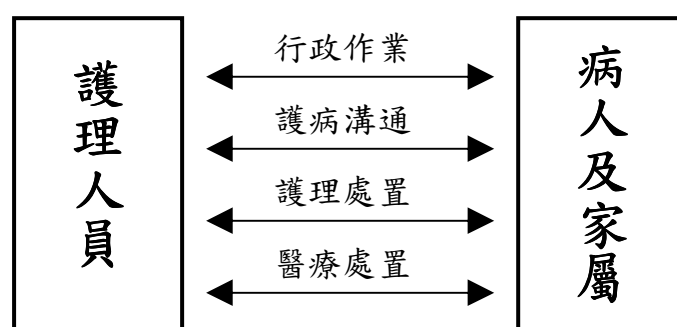 護理人員
行政作業
護病溝通
護理處置
醫療處置
病人及家屬